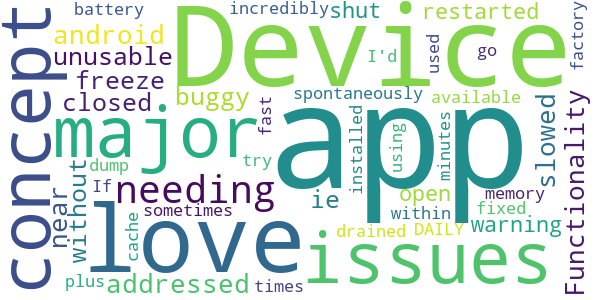 battery
incredibly
shut
restarted
android
Device
I'd
used
go
factory
concept
unusable
freeze
closed
buggy
fast
spontaneously
available
major
app
slowed
Functionality
near
without
dump
If
needing
try
installed
using
minutes
ie
open
memory
within
fixed
sometimes
cache
love
issues
drained
DAILY
warning
plus
addressed
times